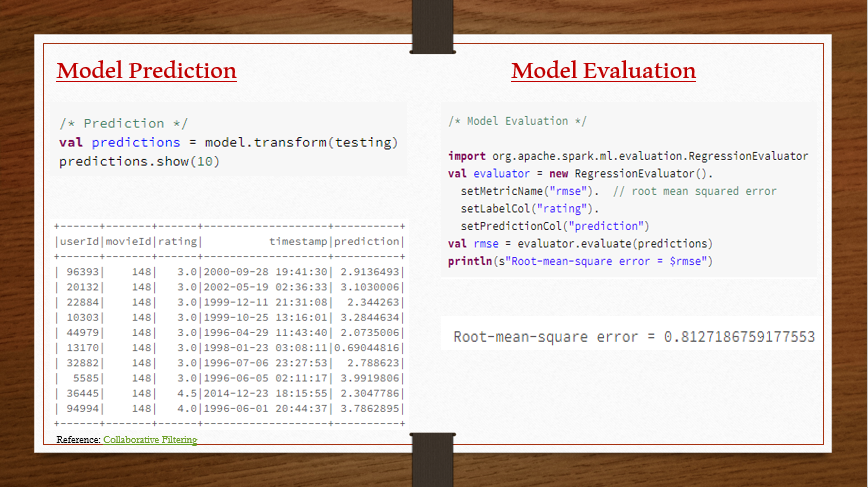 Model Prediction
/* Prediction */
val predictions = model.transform(testing)
predictions.show(10)
+------+-------+------+-------------------+----------+
|userId|movieId|rating|          timestamp|prediction|
+------+-------+------+-------------------+----------+
| 96393|    148|   3.0|2000-09-28 19:41:30| 2.9136493|
| 20132|    148|   3.0|2002-05-19 02:36:33| 3.1030006|
| 22884|    148|   3.0|1999-12-11 21:31:08|  2.344263|
| 10303|    148|   3.0|1999-10-25 13:16:01| 3.2844634|
| 44979|    148|   3.0|1996-04-29 11:43:40| 2.0735006|
| 13170|    148|   3.0|1998-01-23 03:08:11|0.69044816|
| 32882|    148|   3.0|1996-07-06 23:27:53|  2.788623|
|  5585|    148|   3.0|1996-06-05 02:11:17| 3.9919806|
| 36445|    148|   4.5|2014-12-23 18:15:55| 2.3047786|
| 94994|    148|   4.0|1996-06-01 20:44:37| 3.7862895|
+------+-------+------+-------------------+----------+
Reference: Collaborative Filtering
Model Evaluation
/* Model Evaluation */
import org.apache.spark.ml.evaluation.RegressionEvaluator
val evaluator = new RegressionEvaluator().
  setMetricName("rmse").  // root mean squared error
  setLabelCol("rating").
  setPredictionCol("prediction")
val rmse = evaluator.evaluate(predictions)
println(s"Root-mean-square error = $rmse")
Root-mean-square error = 0.8127186759177553